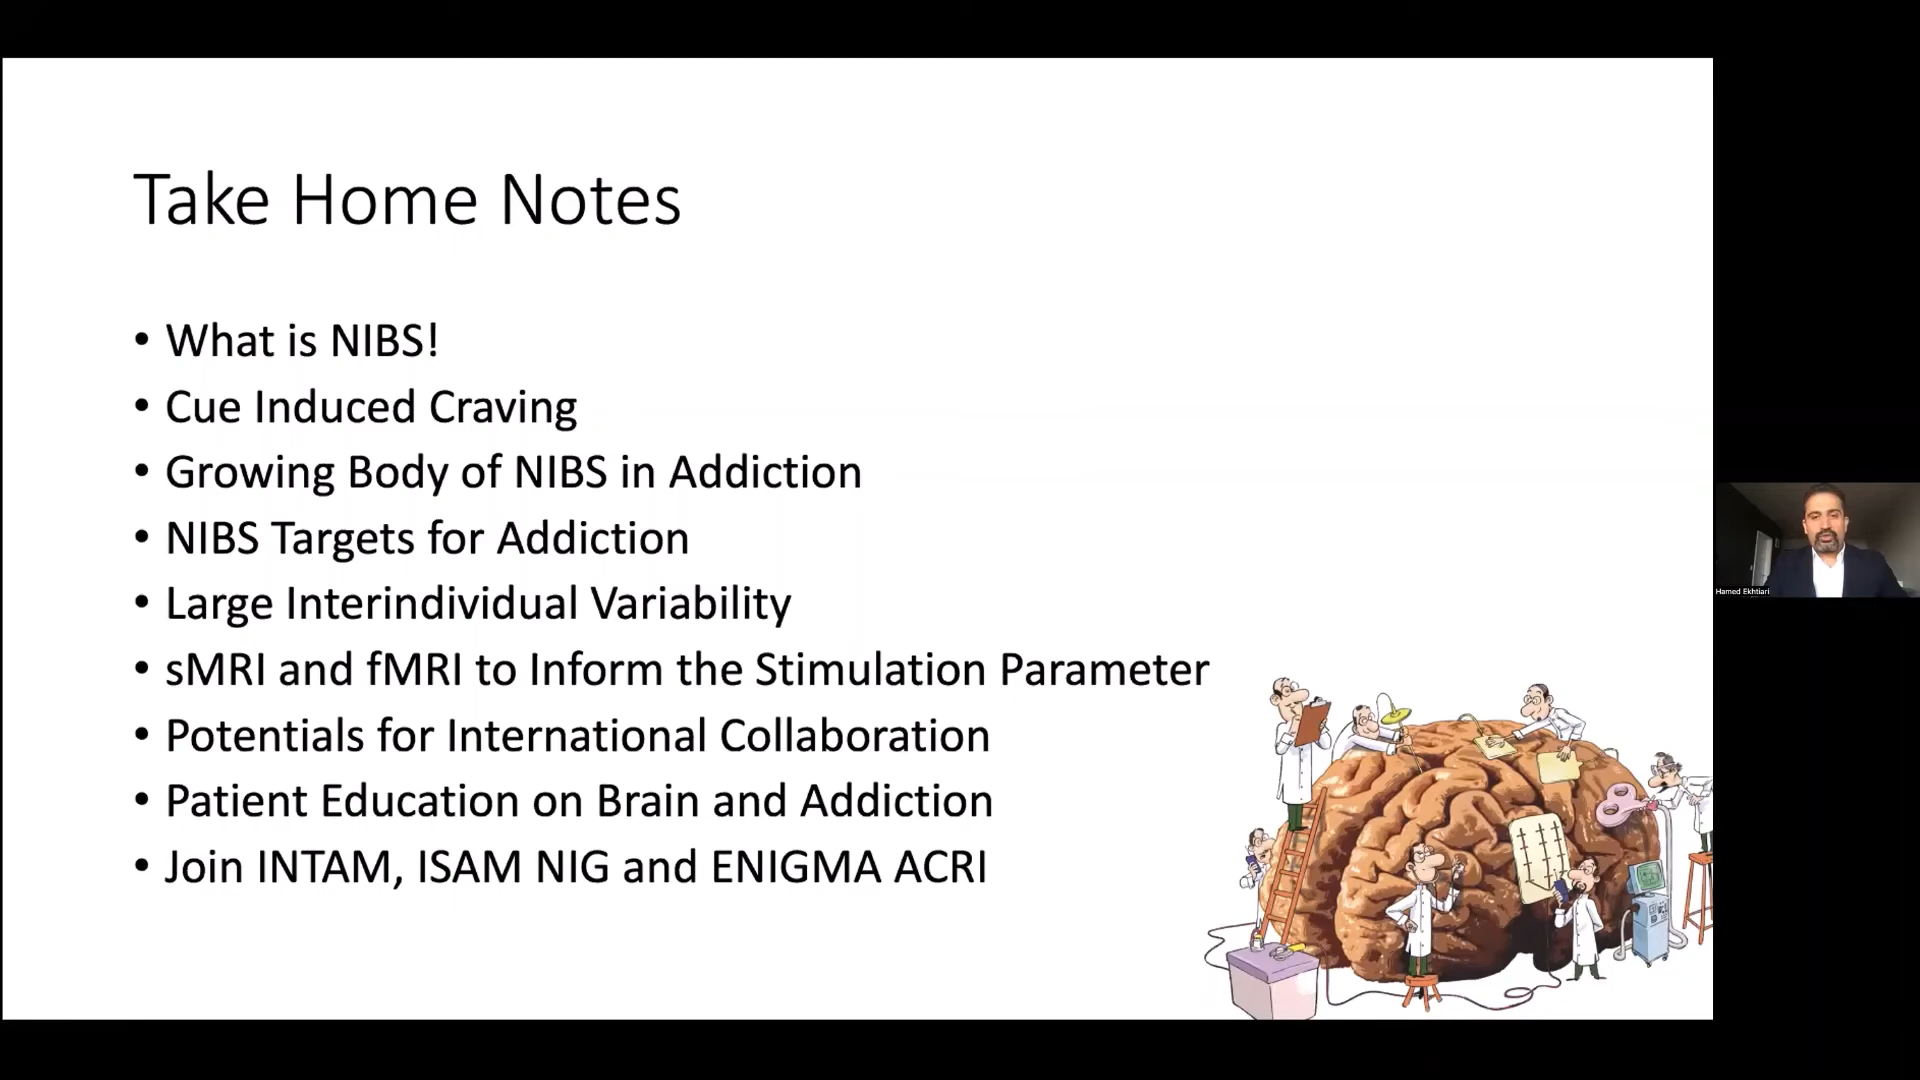 Take Home Notes
• What is NIBS!
• Cue Induced Craving
• Growing Body of NIBS in Addiction
• NIBS Targets for Addiction
• Large Interindividual Variability
• sMRI and fMRI to Inform the Stimulation Parameter
• Potentials for International Collaboration
• Patient Education on Brain and Addiction
• Join INTAM, ISAM NIG and ENIGMA ACRI
Hamed Ekhtiari